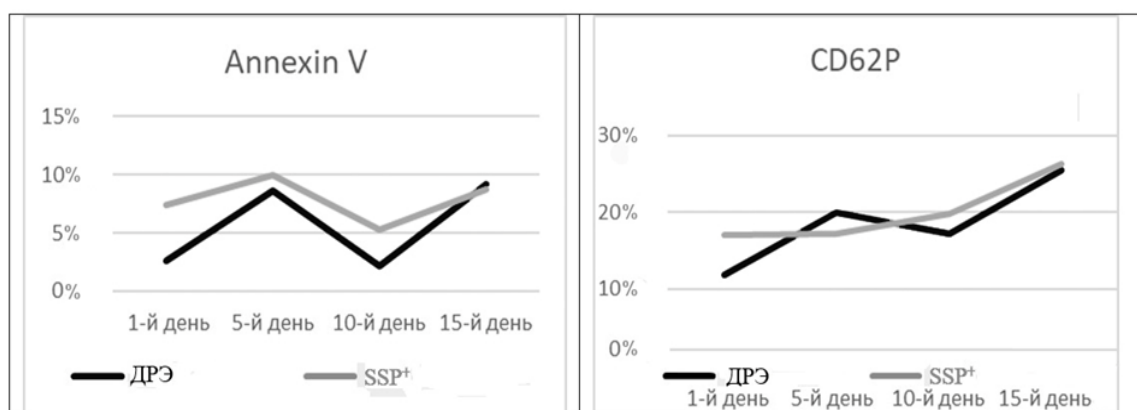 Annexin V
15%
10%
5%
0%
1-й день 5-й день 10-й день 15-й день
ДРЭ SSP+
CD62P
30%
20%
10%
0%
ДРЭ SSP+
1-й день 5-й день 10-й день 15-й день